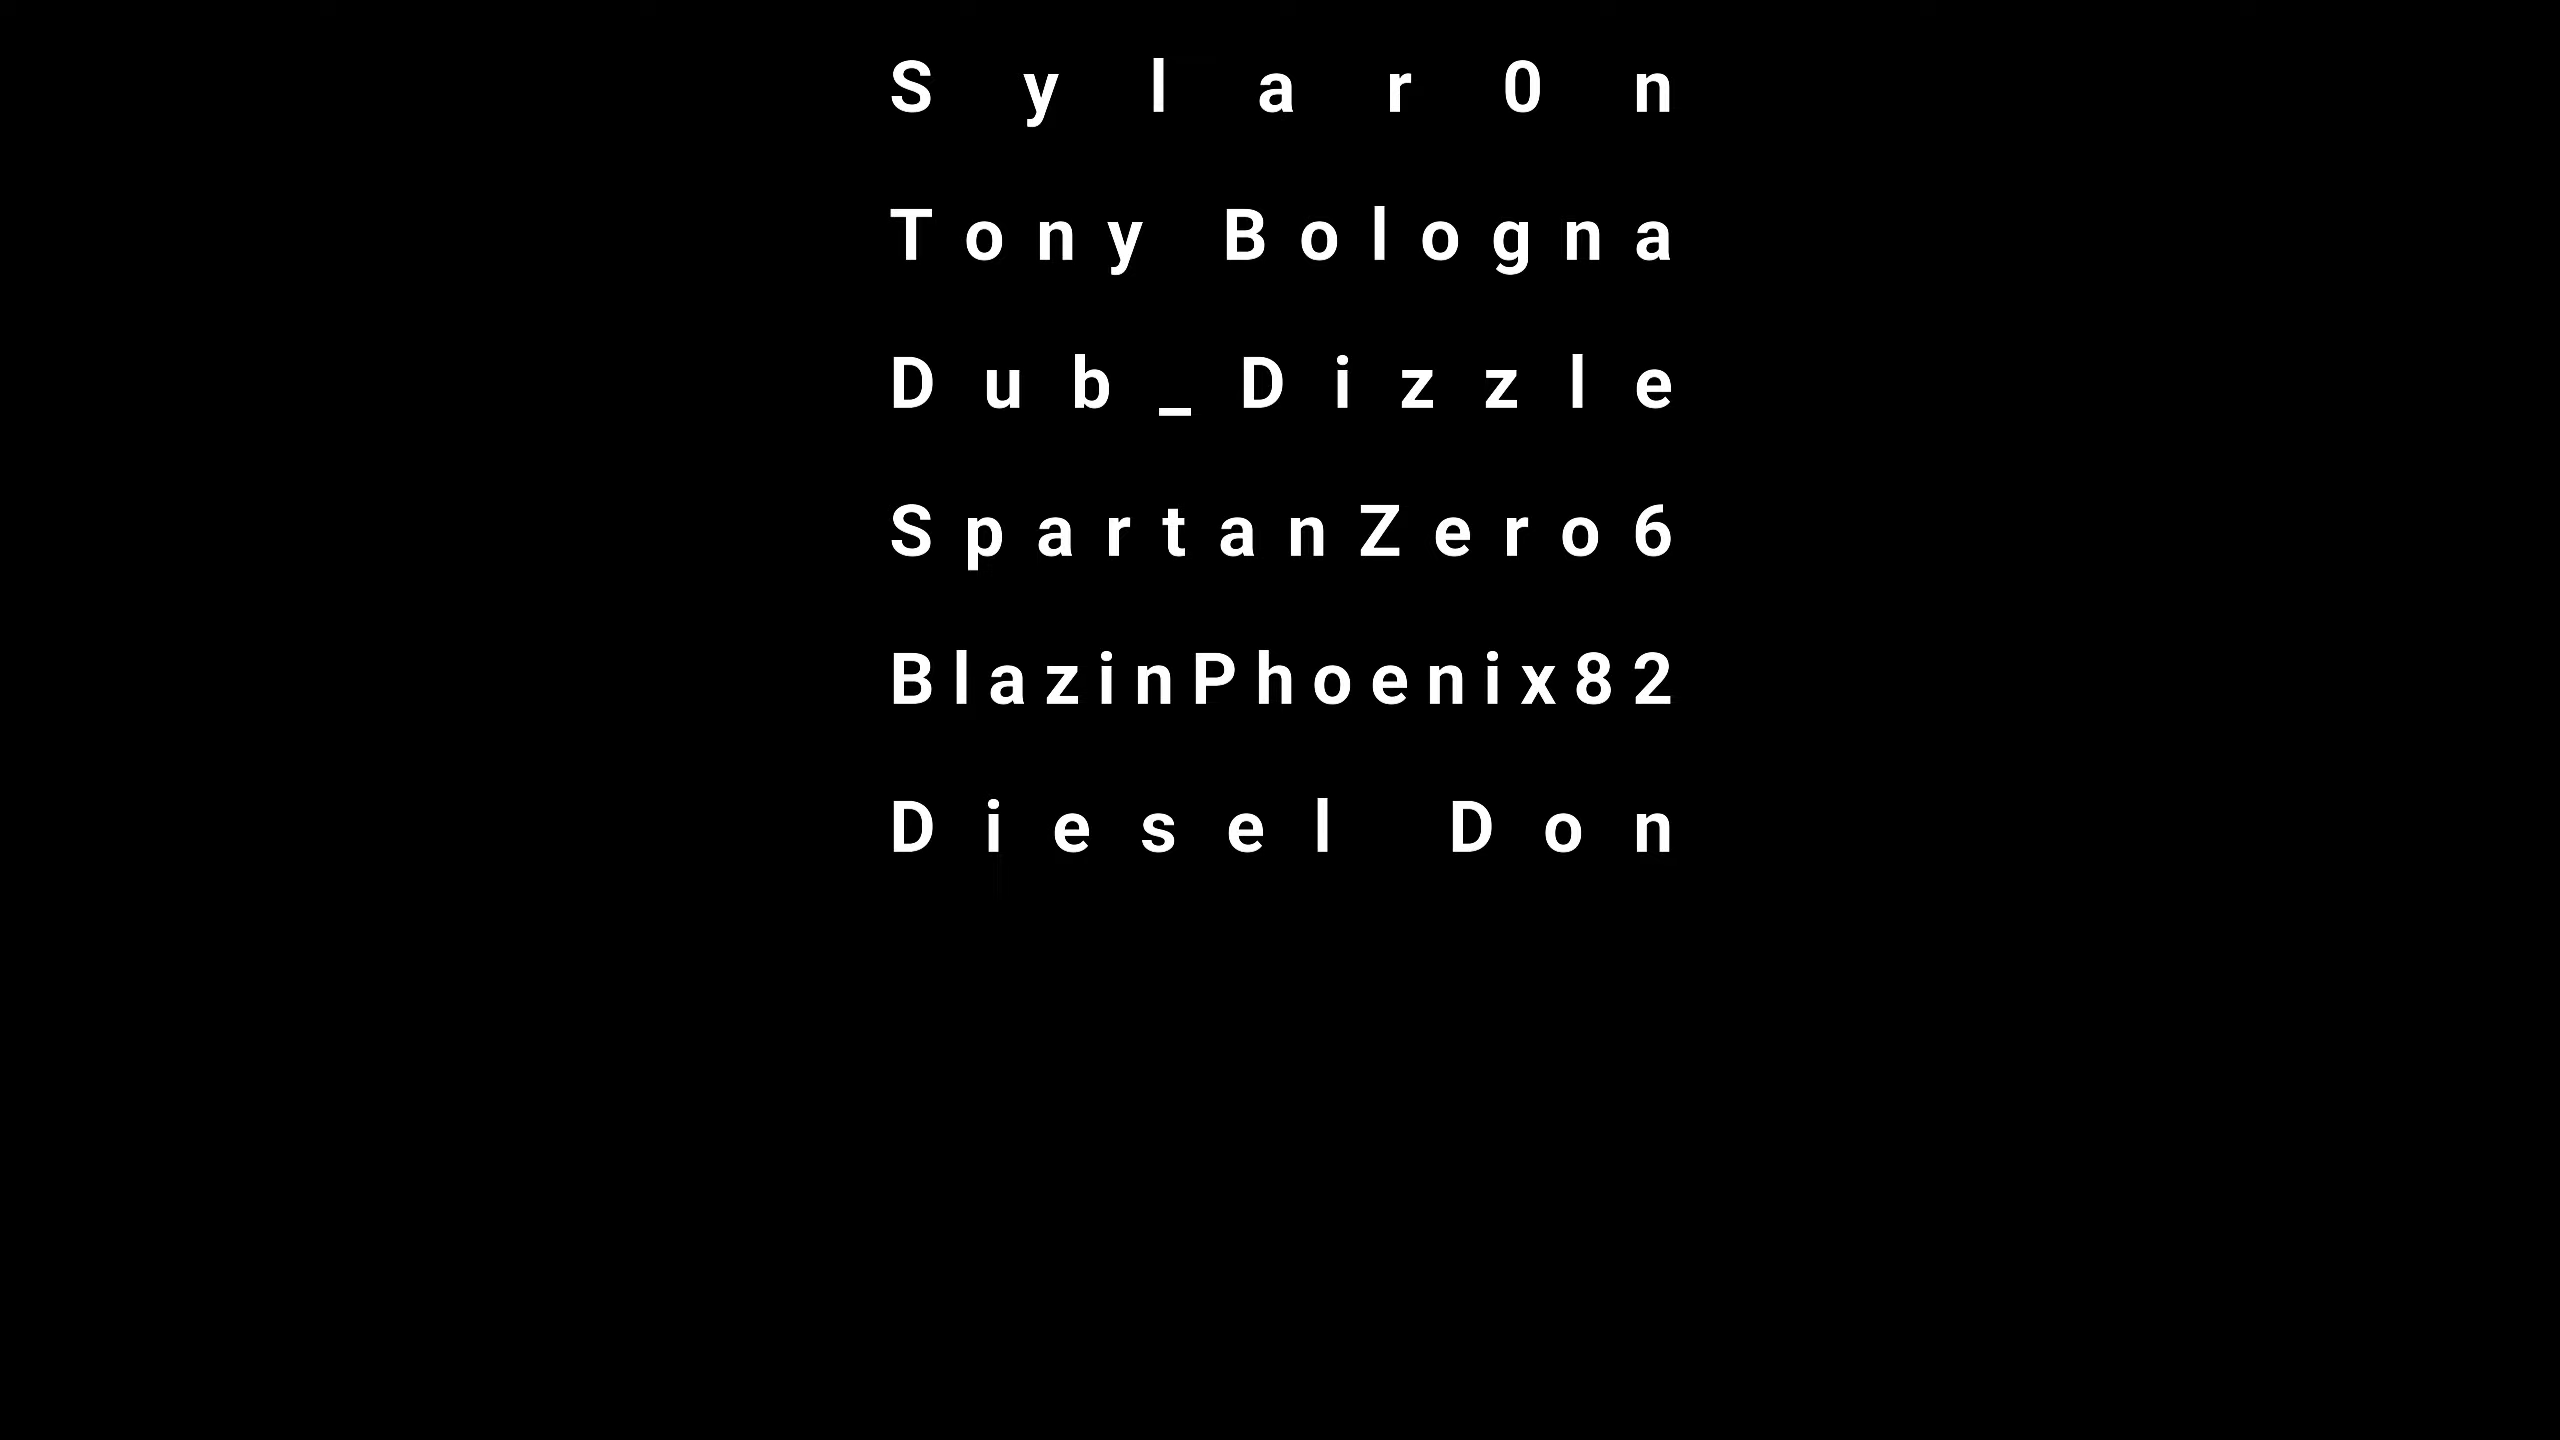 Sylar0n
Tony Bologna
Dub_Dizzle
SpartanZero6
BlazinPhoenix82
Diesel Don